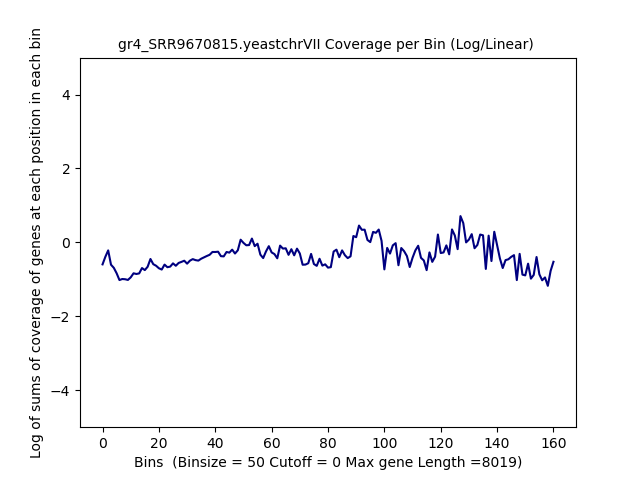 gr4_SRR9670815.yeastchrVII Coverage per Bin (Log/Linear)
Log of sums of coverage of genes at each position in each bin
4
2
0
−2
−4
0 20 40 60 80 100 120 140 160
Bins  (Binsize = 50 Cutoff = 0 Max gene Length =8019)